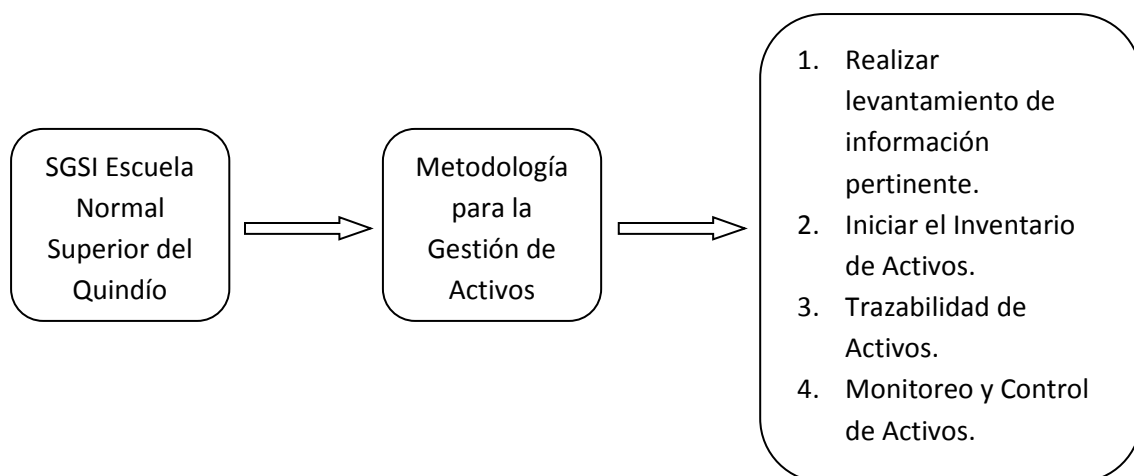 SGSI Escuela
Normal
Superior del
Quindío
Metodología
para la
Gestión de
Activos
1. Realizar
levantamiento de
información
pertinente.
2. Iniciar el Inventario
de Activos.
3. Trazabilidad de
Activos.
4. Monitoreo y Control
de Activos.